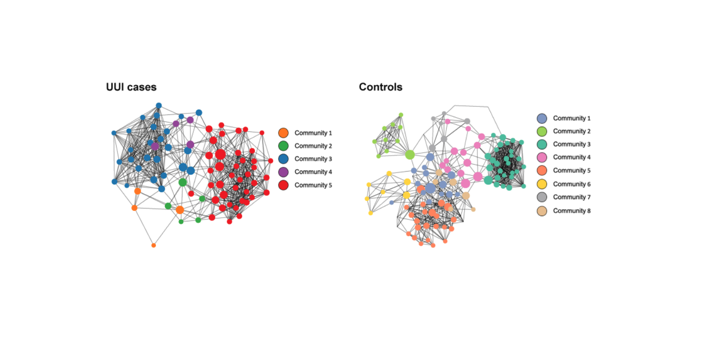 UUI cases
Community 1
Community 2
Community 3
Community 4
Community 5
Controls
Community 1
Community 2
Community 3
Community 4
Community 5
Community 6
Community 7
Community 8